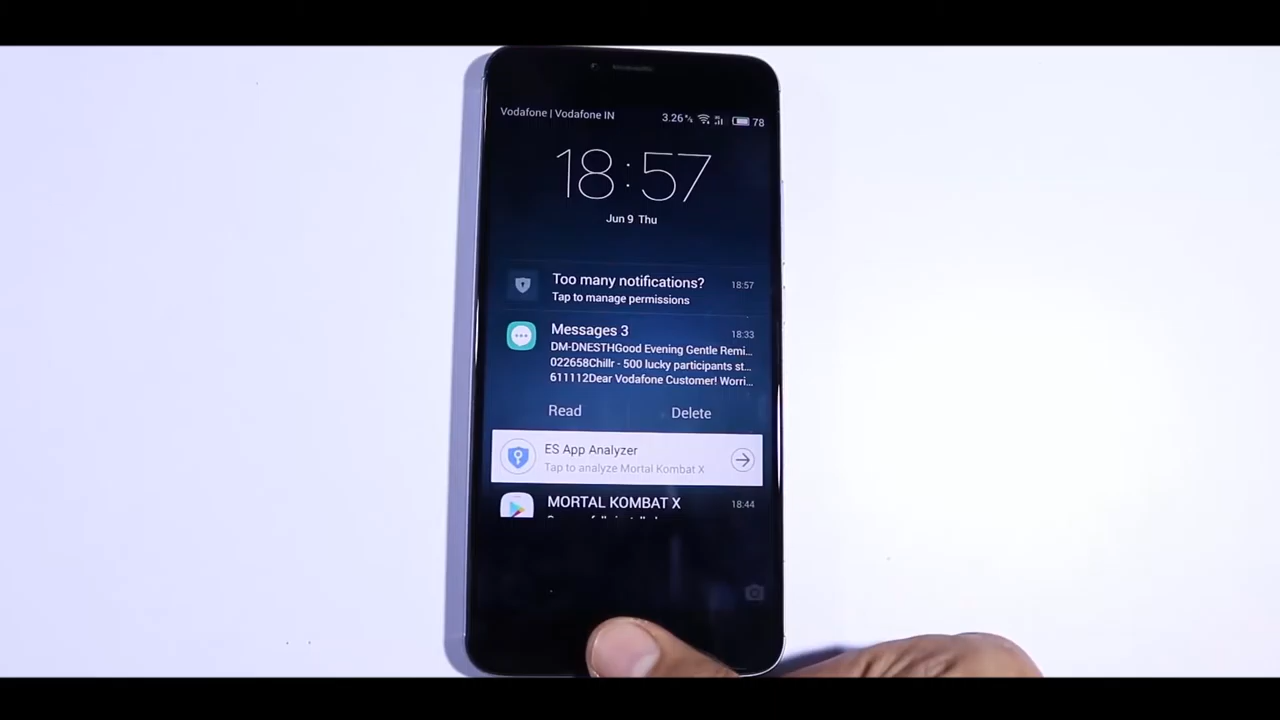 Vodafone | Vodafone IN
3.26 K/s
78
18:57
Jun 9 Thu
Too many notifications?
18:57
Tap to manage permissions
Messages 3
18:33
DM-DNESTHGood Evening Gentle Remi...
022658Chillr - 500 lucky participants st...
611112Dear Vodafone Customer! Worri...
Read
Delete
ES App Analyzer
Tap to analyze Mortal Kombat X
MORTAL KOMBAT X
18:44